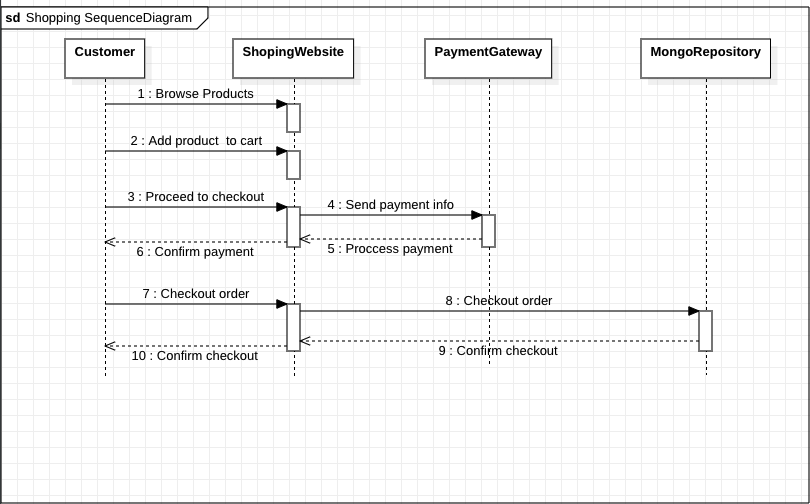 sd Shopping SequenceDiagram
Customer
ShopingWebsite
PaymentGateway
MongoRepository
1 : Browse Products
2 : Add product  to cart
3 : Proceed to checkout
4 : Send payment info
5 : Proccess payment
6 : Confirm payment
7 : Checkout order
8 : Checkout order
9 : Confirm checkout
10 : Confirm checkout